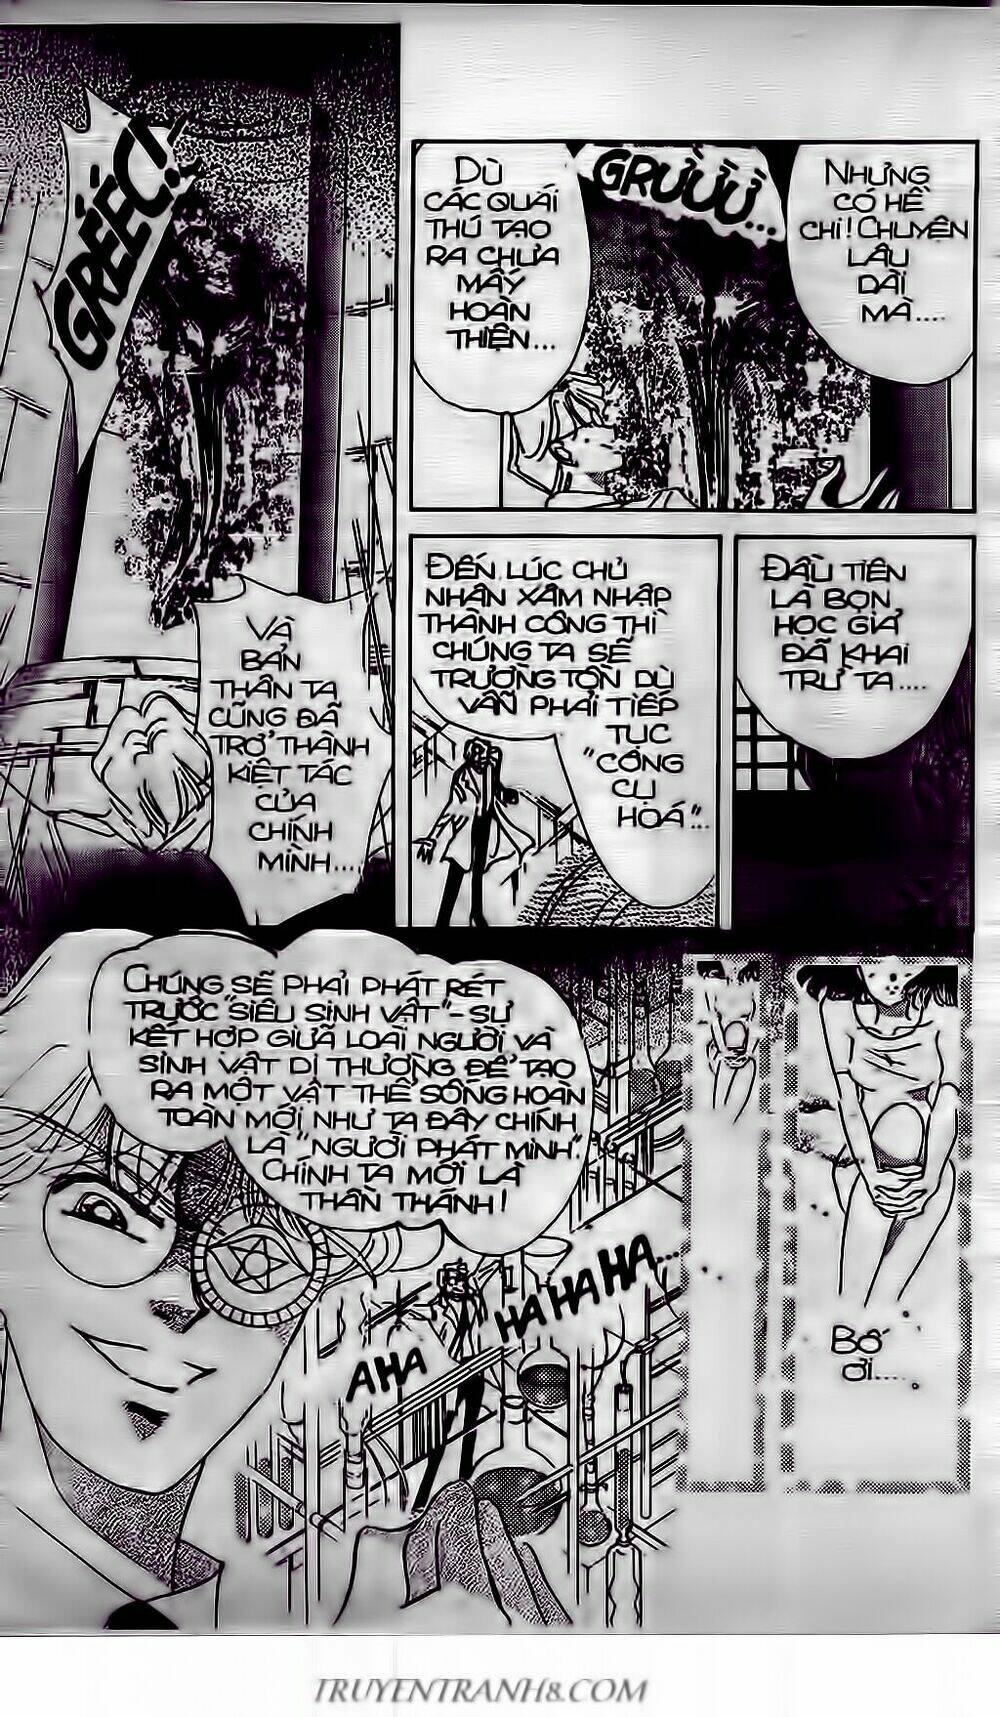 NHƯNG
CÓ HỀ
CHI! CHUYỆN
LÂU
DÀI
MÀ....
GRỪỪỪ...
DÙ
CÁC QUÁI
THÚ TẠO
RA CHƯA
MẤY
HOÀN
THIỆN...
GRÉÉC!
VÀ
BẢN
THÂN TA
CŨNG ĐÃ
TRỞ THÀNH
KIỆT TÁC
CỦA
CHÍNH
MÌNH....
ĐẦU TIÊN
LÀ BỌN
HỌC GIẢ
ĐÃ KHAI
TRỪ TA....
ĐẾN LÚC CHỦ
NHÂN XÂM NHẬP
THÀNH CÔNG THÌ
CHÚNG TA SẼ
TRƯỜNG TỒN DÙ
VẪN PHẢI TIẾP
TỤC
"CÔNG
CỤ
HOÁ"...
CHÚNG SẼ PHẢI PHÁT RÉT
TRƯỚC "SIÊU SINH VẬT" - SỰ
KẾT HỢP GIỮA LOÀI NGƯỜI VÀ
SINH VẬT DỊ THƯỜNG ĐỂ TẠO
RA MỘT VẬT THỂ SỐNG HOÀN
TOÀN MỚI NHƯ TA ĐÂY CHÍNH
LÀ "NGƯỜI PHÁT MINH".
CHÍNH TA MỚI LÀ
THẦN THÁNH!
AHA
HA HA HA HA...
BỐ
ƠI....
TRUYENTRANH8.COM